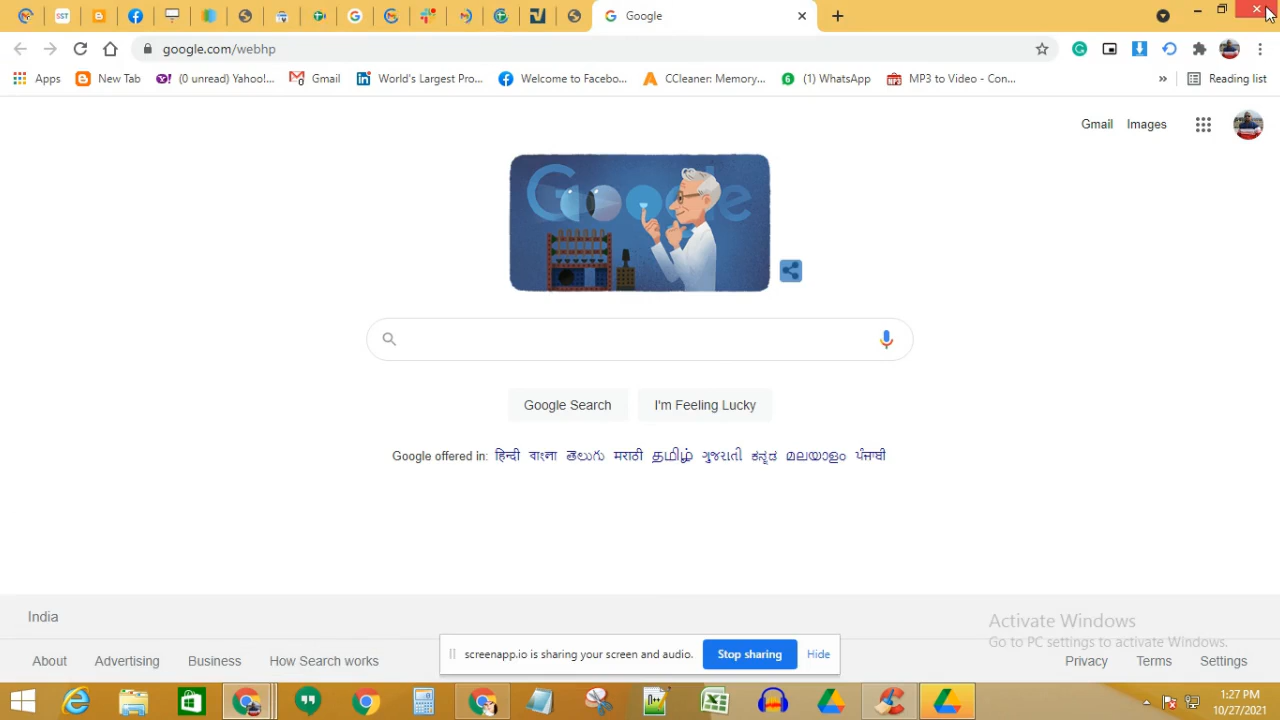 SST
Google
google.com/webhp
Apps New Tab (0 unread) Yahoo!... Gmail World's Largest Pro... Welcome to Facebo... CCleaner: Memory... (1) WhatsApp MP3 to Video - Con... » Reading list
Gmail Images
Google
Google Search I'm Feeling Lucky
Google offered in: हिन्दी বাংলা తెలుగు मराठी தமிழ் ગુજરાતી ಕನ್ನಡ മലയാളം ਪੰਜਾਬੀ
India
Activate Windows
Go to PC settings to activate Windows.
screenapp.io is sharing your screen and audio. Stop sharing Hide
About Advertising Business How Search works Privacy Terms Settings
1:27 PM
10/27/2021